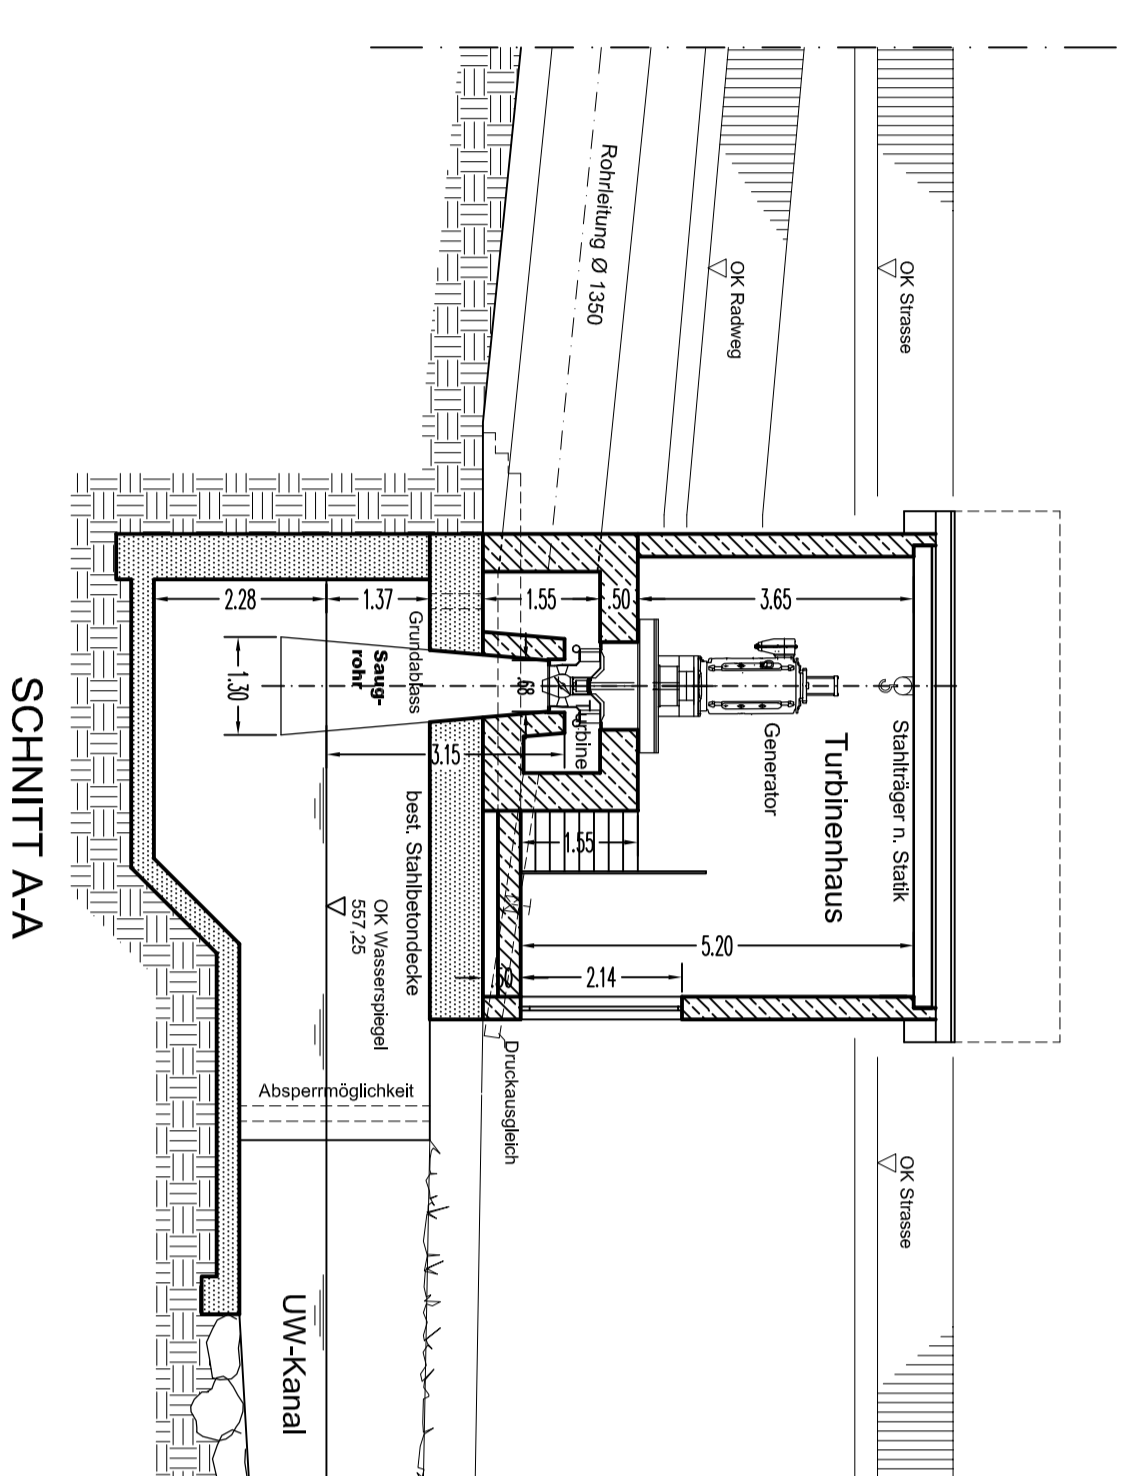 Rohrleitung Ø 1350
OK Radweg
OK Strasse
2.28
1.37
1.55
.50
3.65
1.30
Saug-
rohr
Grundablass
.68
Turbine
3.15
Generator
Turbinenhaus
Stahlträger n. Statik
best. Stahlbetondecke
1.55
5.20
2.14
OK Wasserspiegel
557,25
Absperrmöglichkeit
Druckausgleich
OK Strasse
UW-Kanal
SCHNITT A-A